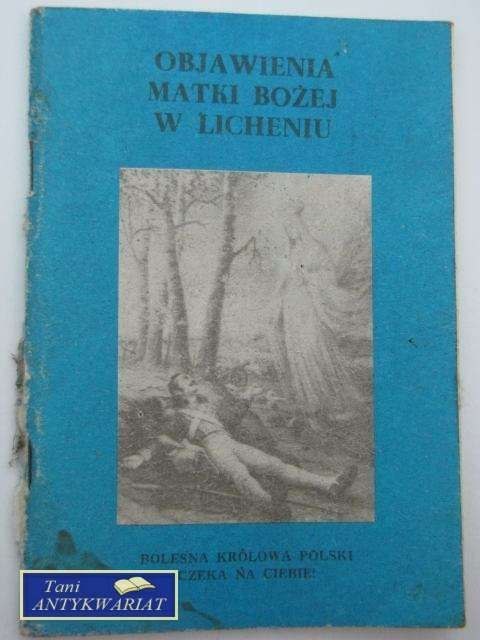 OBJAWIENIA
MATKI BOŻEJ
W LICHENIU
BOLESNA KRÓLOWA POLSKI
CZEKA NA CIEBIE!
Tani
ANTYKWARIAT